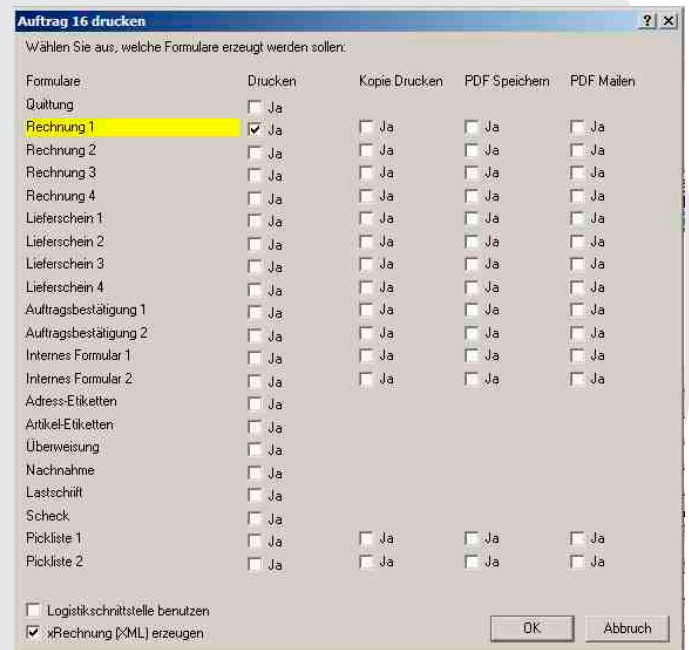 Auftrag 16 drucken
Wählen Sie aus, welche Formulare erzeugt werden sollen:
Formulare Drucken Kopie Drucken PDF Speichern PDF Mailen
Quittung Ja
Rechnung 1 Ja Ja Ja Ja
Rechnung 2 Ja Ja Ja Ja
Rechnung 3 Ja Ja Ja Ja
Rechnung 4 Ja Ja Ja Ja
Lieferschein 1 Ja Ja Ja Ja
Lieferschein 2 Ja Ja Ja Ja
Lieferschein 3 Ja Ja Ja Ja
Lieferschein 4 Ja Ja Ja Ja
Auftragsbestätigung 1 Ja Ja Ja Ja
Auftragsbestätigung 2 Ja Ja Ja Ja
Internes Formular 1 Ja Ja Ja Ja
Internes Formular 2 Ja Ja Ja Ja
Adress-Etiketten Ja
Artikel-Etiketten Ja
Überweisung Ja
Nachnahme Ja
Lastschrift Ja
Scheck Ja
Pickliste 1 Ja Ja Ja Ja
Pickliste 2 Ja Ja Ja Ja
Logistikschnittstelle benutzen
xRechnung (XML) erzeugen
OK Abbruch